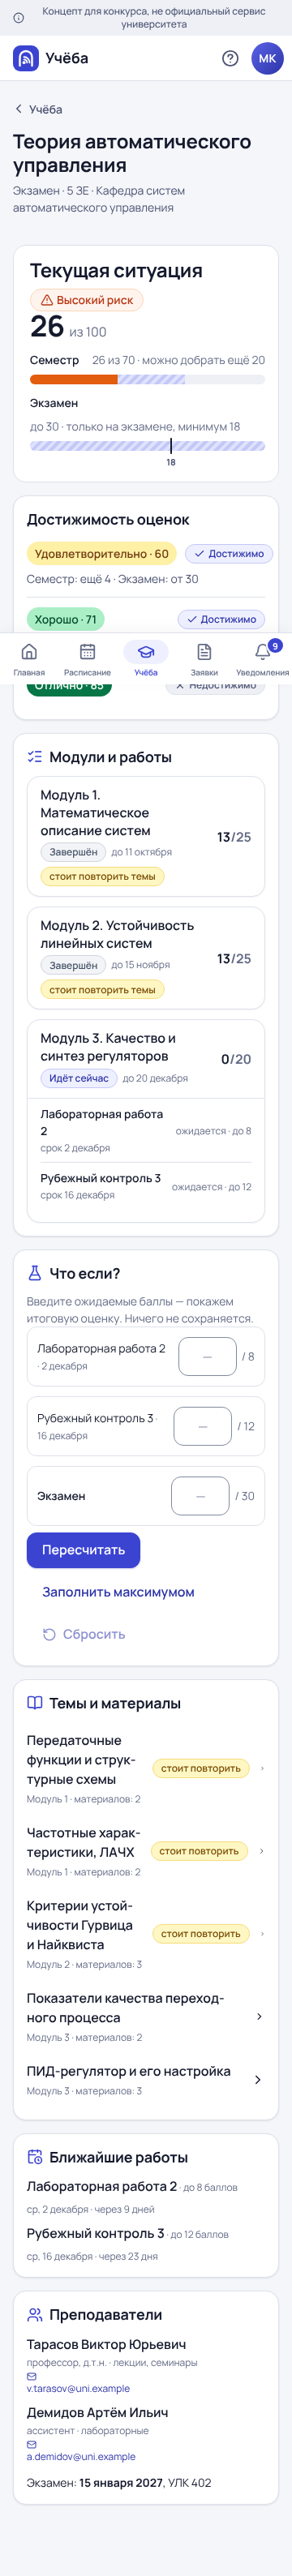 Концепт для конкурса, не официальный сервис
университета
Учёба
МК
Учёба
Теория автоматического
управления
Экзамен · 5 ЗЕ · Кафедра систем
автоматического управления
Текущая ситуация
Высокий риск
26 из 100
Семестр 26 из 70 · можно добрать ещё 20
Экзамен
до 30 · только на экзамене, минимум 18
18
Достижимость оценок
Удовлетворительно · 60 Достижимо
Семестр: ещё 4 · Экзамен: от 30
Хорошо · 71 Достижимо
Главная Расписание Учёба Заявки Уведомления 9
Отлично · 85 Недостижимо
Модули и работы
Модуль 1.
Математическое
описание систем
13/25
Завершён до 11 октября
стоит повторить темы
Модуль 2. Устойчивость
линейных систем
13/25
Завершён до 15 ноября
стоит повторить темы
Модуль 3. Качество и
синтез регуляторов
0/20
Идёт сейчас до 20 декабря
Лабораторная работа
2
ожидается · до 8
срок 2 декабря
Рубежный контроль 3
ожидается · до 12
срок 16 декабря
Что если?
Введите ожидаемые баллы — покажем
итоговую оценку. Ничего не сохраняется.
Лабораторная работа 2
· 2 декабря
— / 8
Рубежный контроль 3 ·
16 декабря
— / 12
Экзамен — / 30
Пересчитать
Заполнить максимумом
Сбросить
Темы и материалы
Передаточные
функции и струк-
турные схемы
стоит повторить
Модуль 1 · материалов: 2
Частотные харак-
теристики, ЛАЧХ
стоит повторить
Модуль 1 · материалов: 2
Критерии устой-
чивости Гурвица
и Найквиста
стоит повторить
Модуль 2 · материалов: 3
Показатели качества переход-
ного процесса
Модуль 3 · материалов: 2
ПИД-регулятор и его настройка
Модуль 3 · материалов: 3
Ближайшие работы
Лабораторная работа 2 · до 8 баллов
ср, 2 декабря · через 9 дней
Рубежный контроль 3 · до 12 баллов
ср, 16 декабря · через 23 дня
Преподаватели
Тарасов Виктор Юрьевич
профессор, д.т.н. · лекции, семинары
v.tarasov@uni.example
Демидов Артём Ильич
ассистент · лабораторные
a.demidov@uni.example
Экзамен: 15 января 2027, УЛК 402